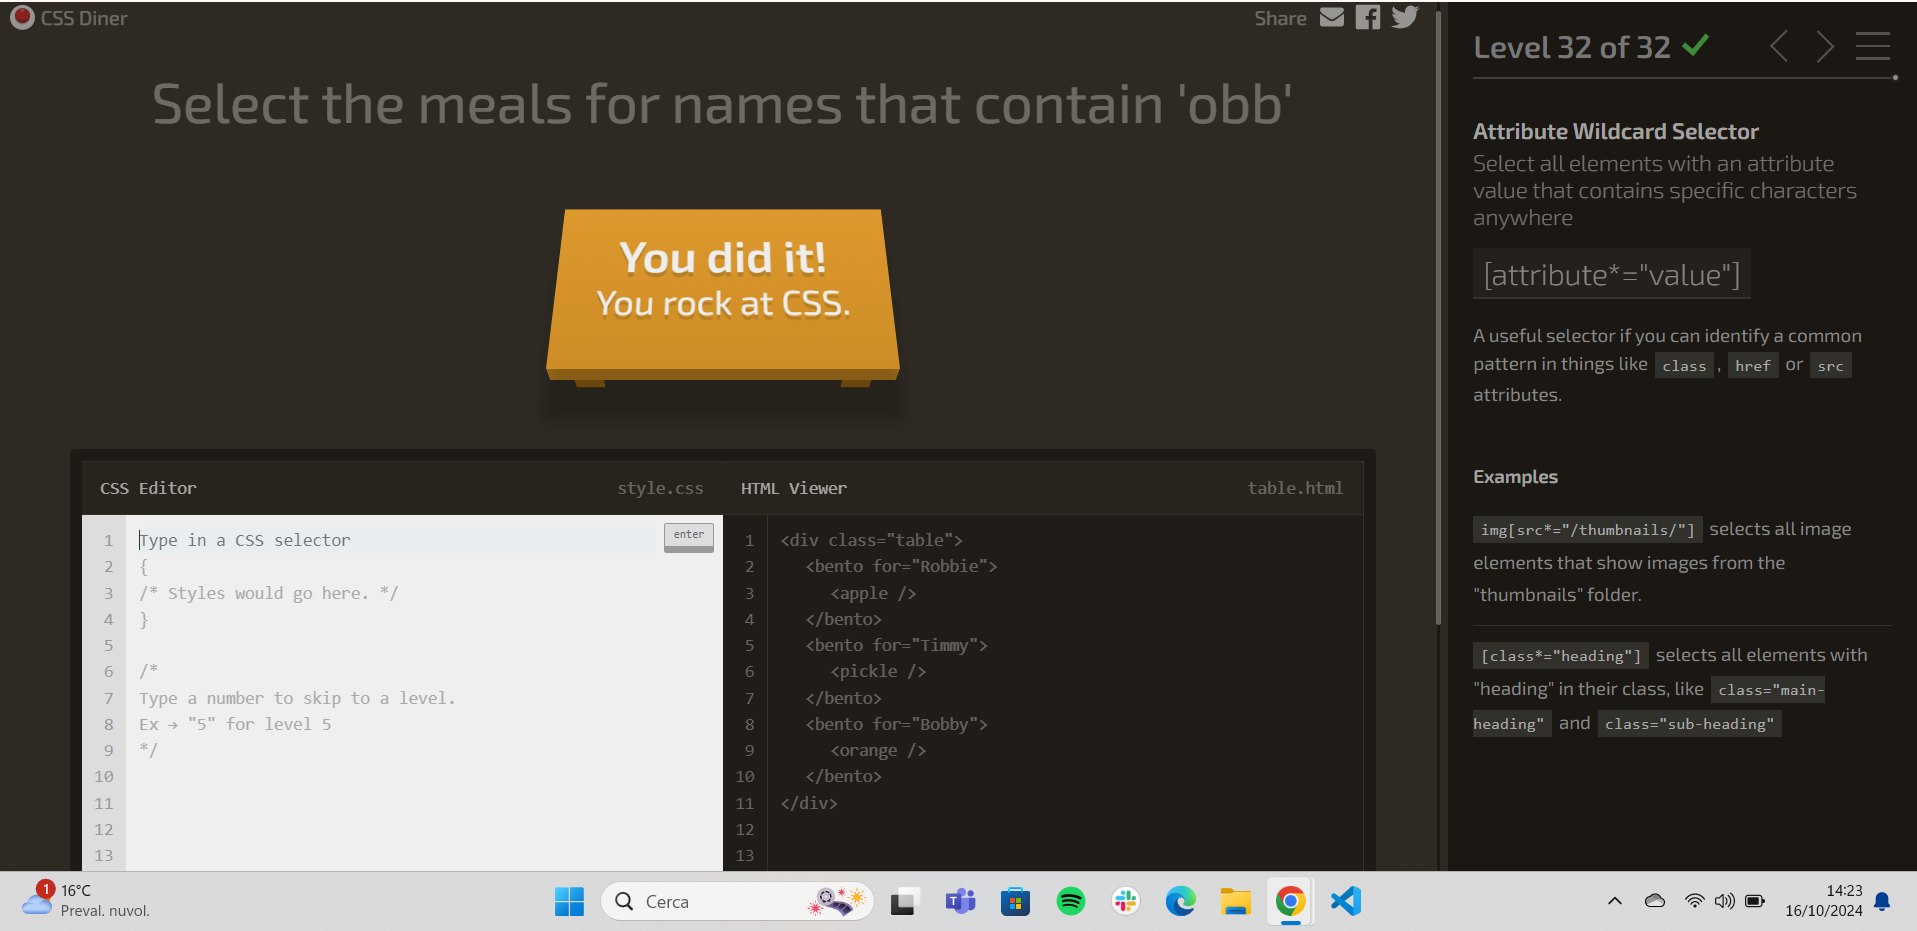 CSS Diner
Share
Select the meals for names that contain 'obb'
You did it!
You rock at CSS.
CSS Editor
style.css
HTML Viewer
table.html
1 Type in a CSS selector
enter
2 {
3 /* Styles would go here. */
4 }
5
6 /*
7 Type a number to skip to a level.
8 Ex → "5" for level 5
9 */
10
11
12
13
1 <div class="table">
2 <bento for="Robbie">
3 <apple />
4 </bento>
5 <bento for="Timmy">
6 <pickle />
7 </bento>
8 <bento for="Bobby">
9 <orange />
10 </bento>
11 </div>
12
13
Level 32 of 32
Attribute Wildcard Selector
Select all elements with an attribute
value that contains specific characters
anywhere
[attribute*="value"]
A useful selector if you can identify a common
pattern in things like class , href or src
attributes.
Examples
img[src*="/thumbnails/"] selects all image
elements that show images from the
"thumbnails" folder.
[class*="heading"] selects all elements with
"heading" in their class, like class="main-
heading" and class="sub-heading"
1
16°C
Preval. nuvol.
Cerca
14:23
16/10/2024